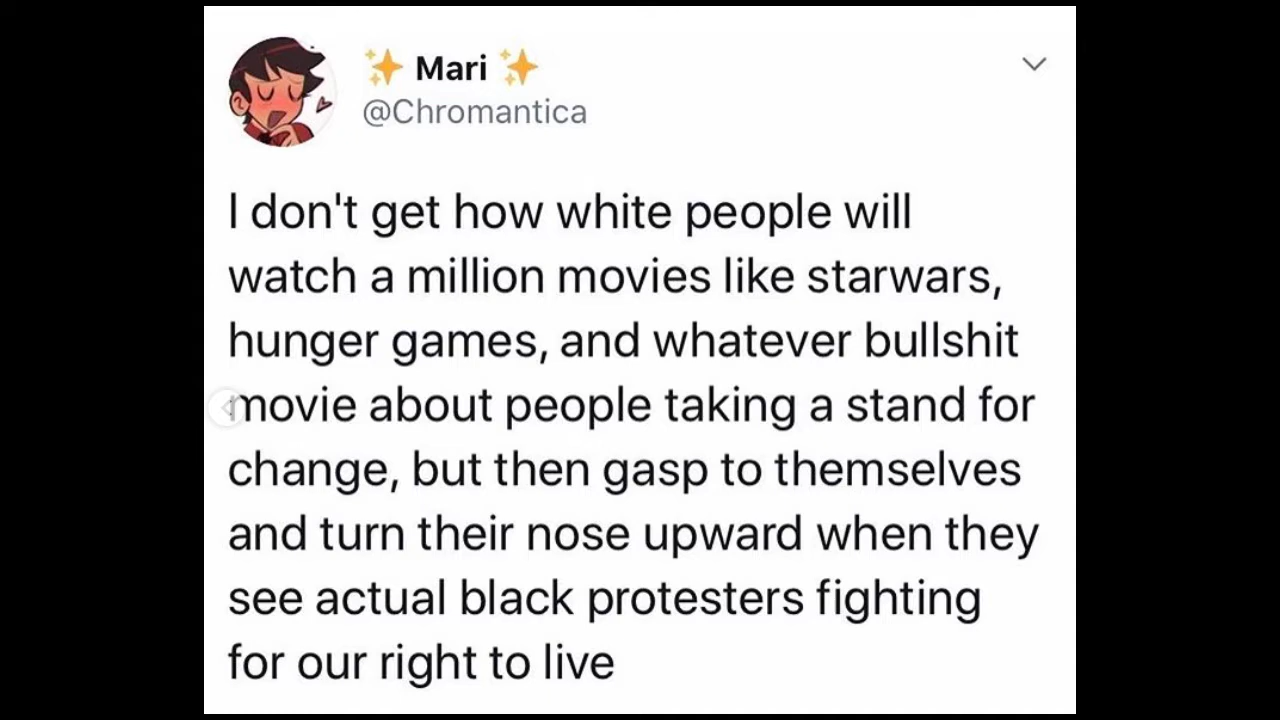 ✨ Mari ✨
@Chromantica
I don't get how white people will
watch a million movies like starwars,
hunger games, and whatever bullshit
movie about people taking a stand for
change, but then gasp to themselves
and turn their nose upward when they
see actual black protesters fighting
for our right to live